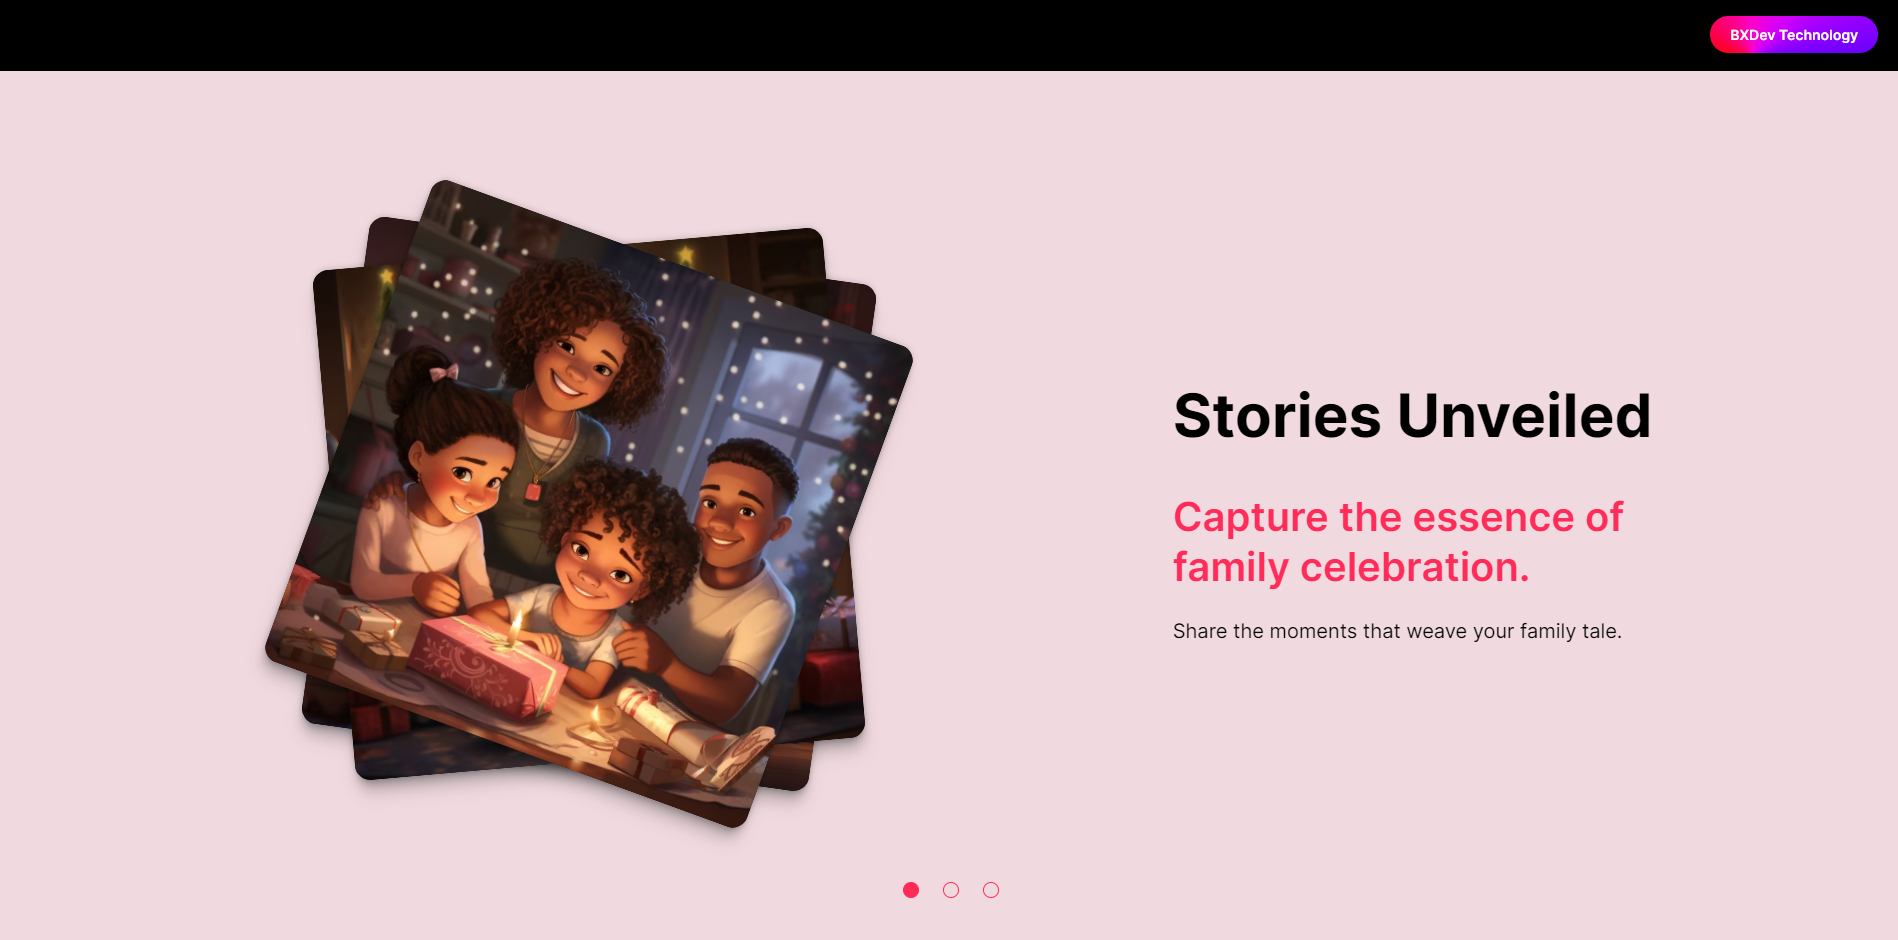 BXDev Technology
Stories Unveiled
Capture the essence of
family celebration.
Share the moments that weave your family tale.